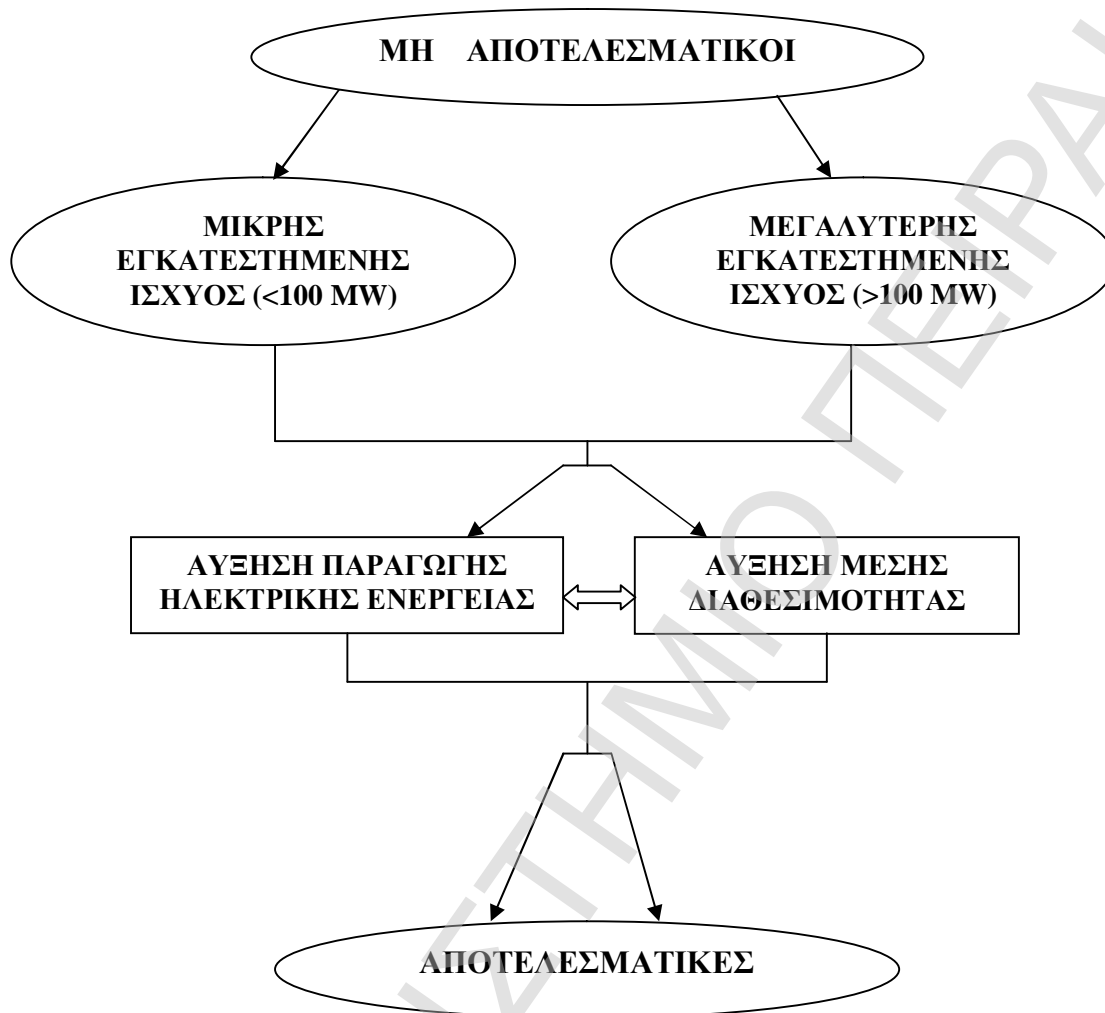 ΜΗ ΑΠΟΤΕΛΕΣΜΑΤΙΚΟΙ
ΜΙΚΡΗΣ
ΕΓΚΑΤΕΣΤΗΜΕΝΗΣ
ΙΣΧΥΟΣ (<100 MW)
ΜΕΓΑΛΥΤΕΡΗΣ
ΕΓΚΑΤΕΣΤΗΜΕΝΗΣ
ΙΣΧΥΟΣ (>100 MW)
ΑΥΞΗΣΗ ΠΑΡΑΓΩΓΗΣ
ΗΛΕΚΤΡΙΚΗΣ ΕΝΕΡΓΕΙΑΣ
ΑΥΞΗΣΗ ΜΕΣΗΣ
ΔΙΑΘΕΣΙΜΟΤΗΤΑΣ
ΑΠΟΤΕΛΕΣΜΑΤΙΚΕΣ